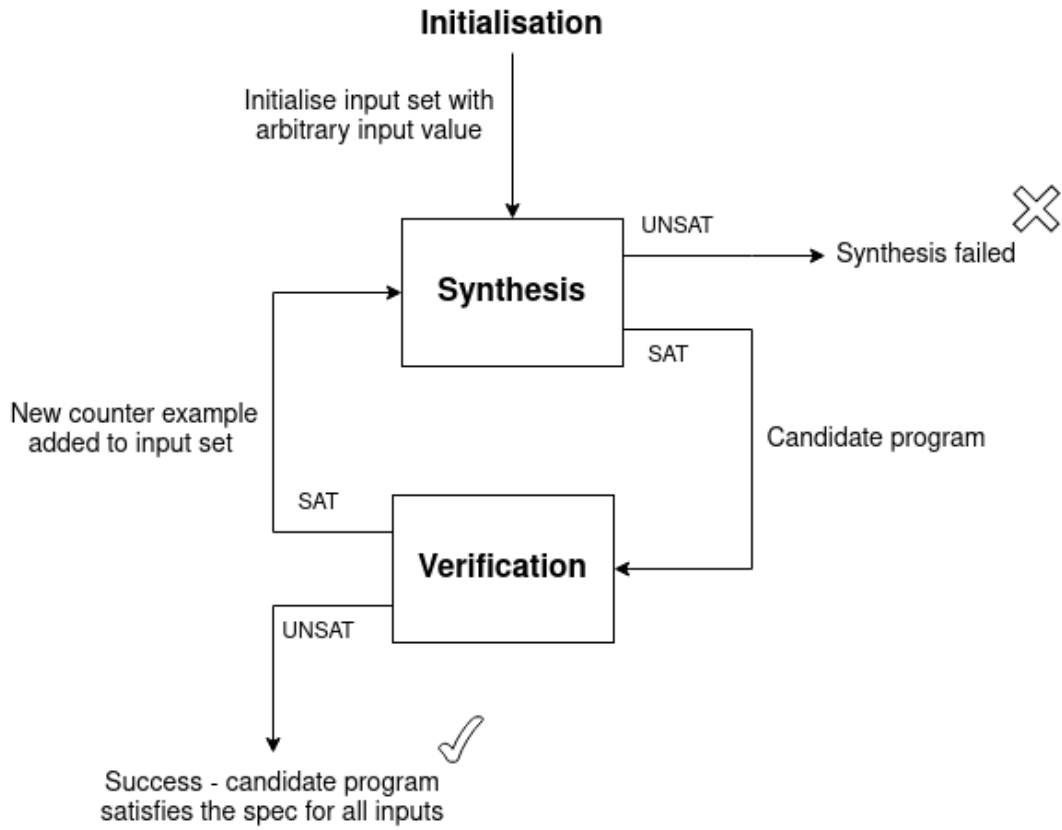 Initialisation
Initialise input set with
arbitrary input value
UNSAT
Synthesis failed
Synthesis
SAT
New counter example
added to input set
Candidate program
SAT
Verification
UNSAT
Success - candidate program
satisfies the spec for all inputs